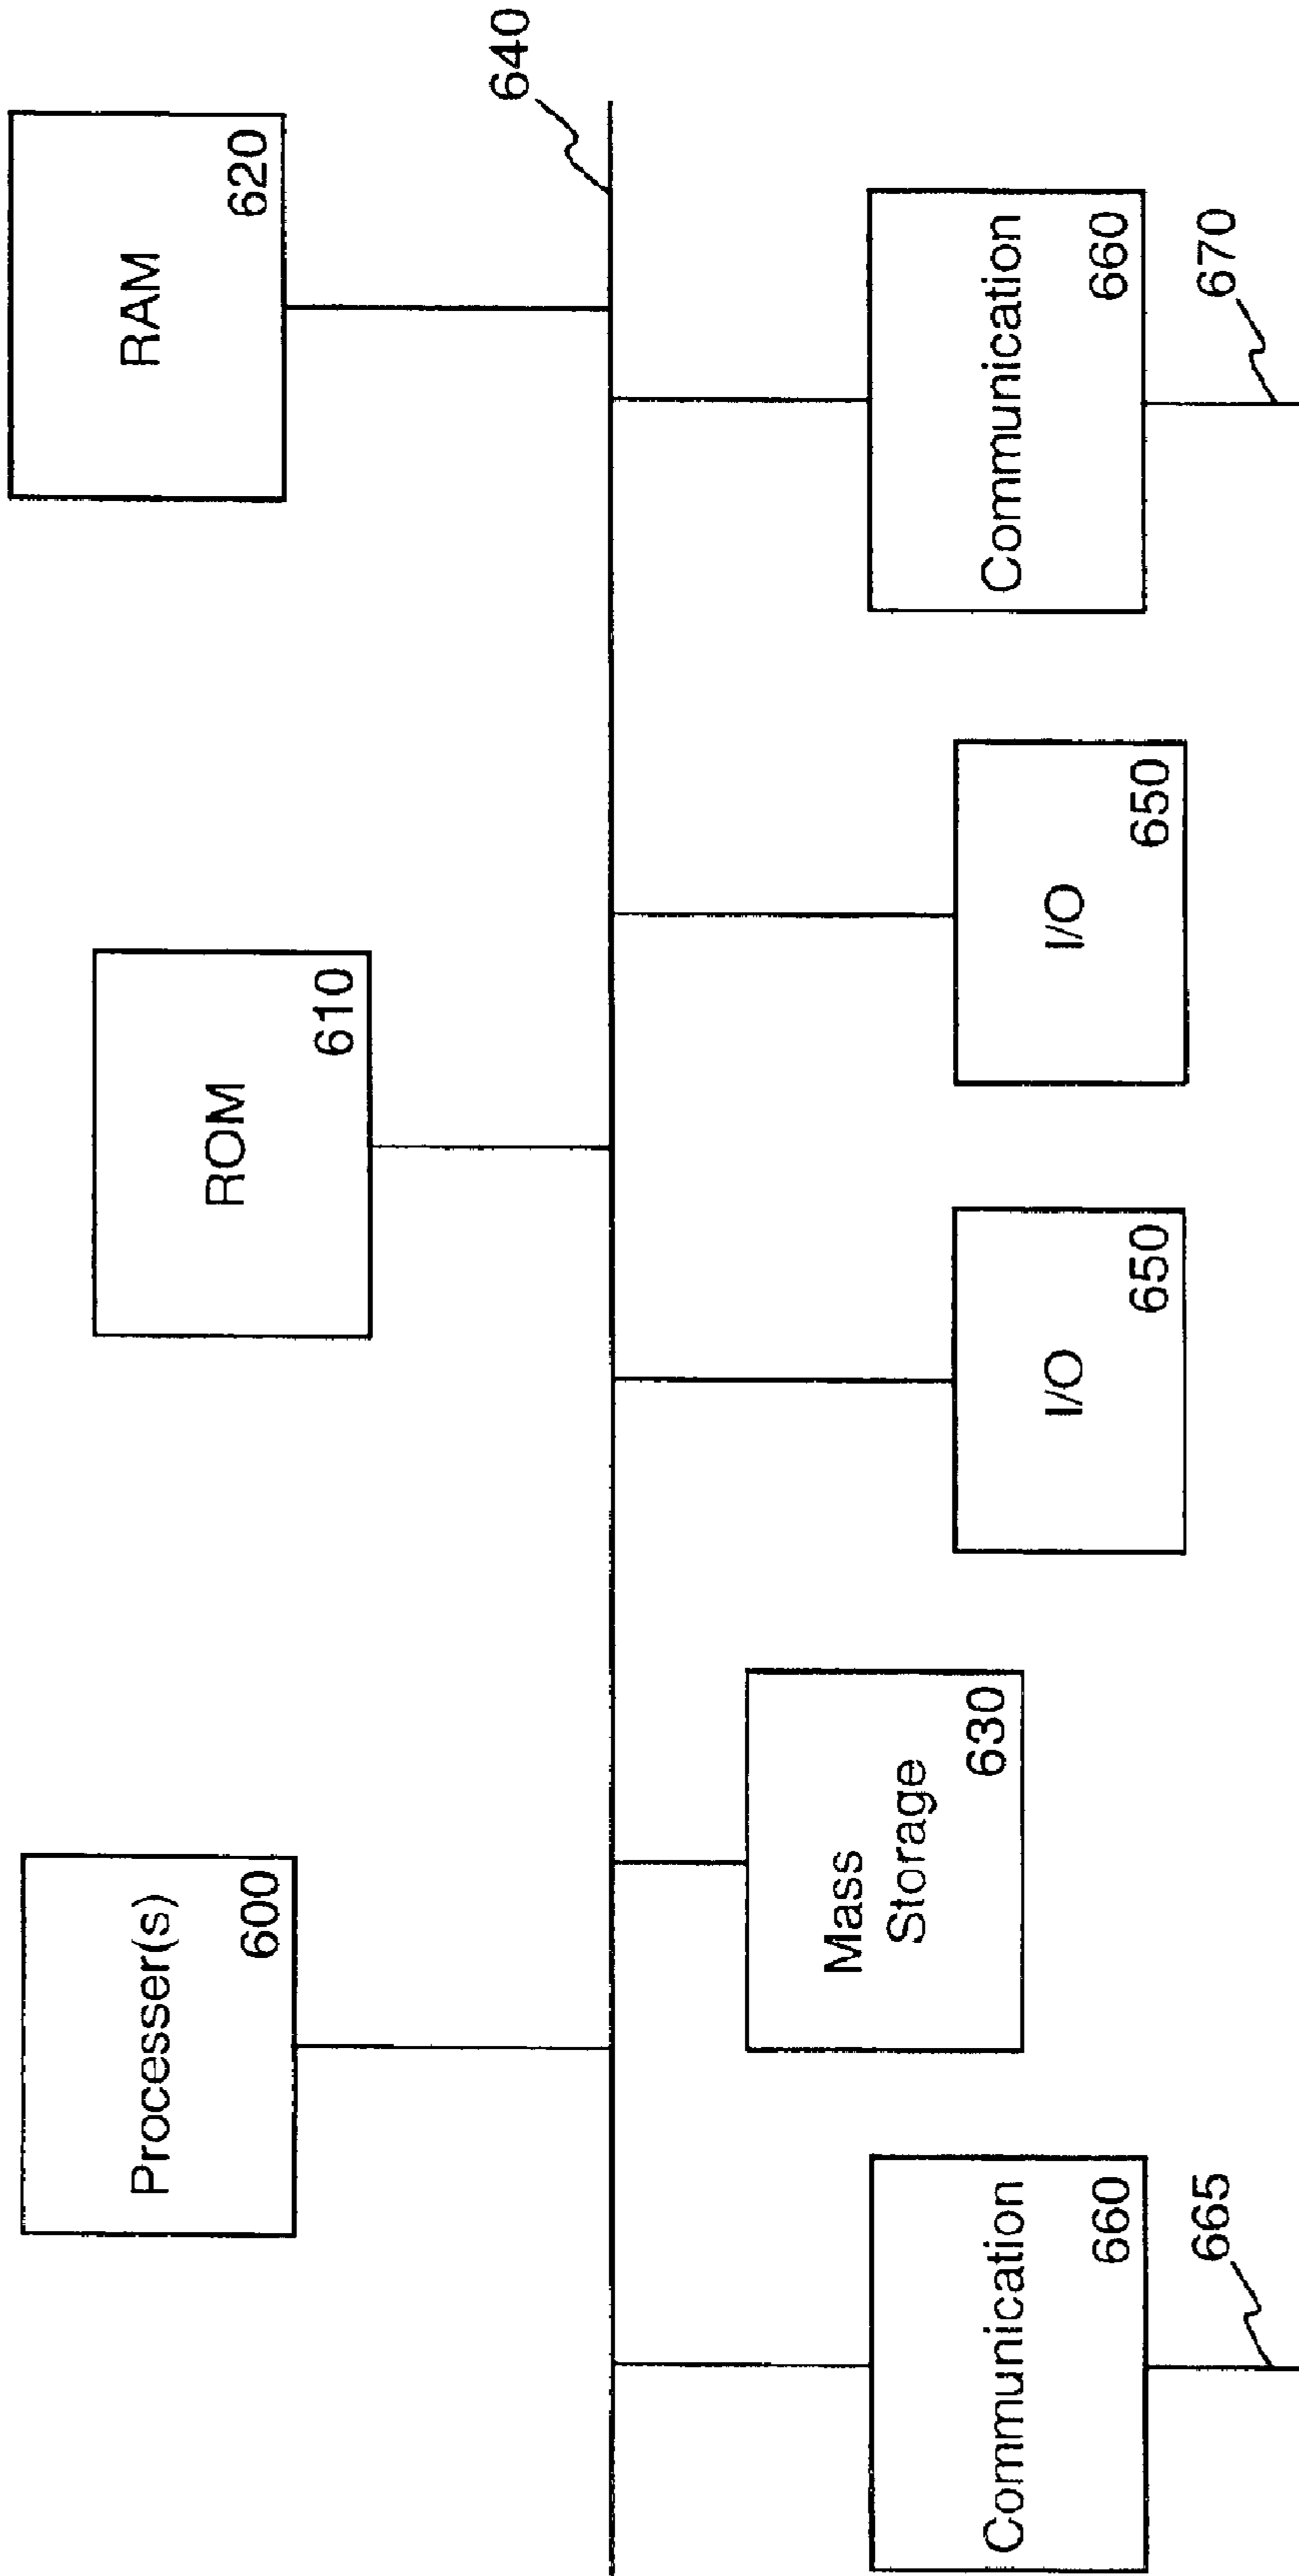 Processer(s)
600
ROM
610
RAM
620
640
Communication
660
665
Mass
Storage
630
I/O
650
I/O
650
Communication
660
670